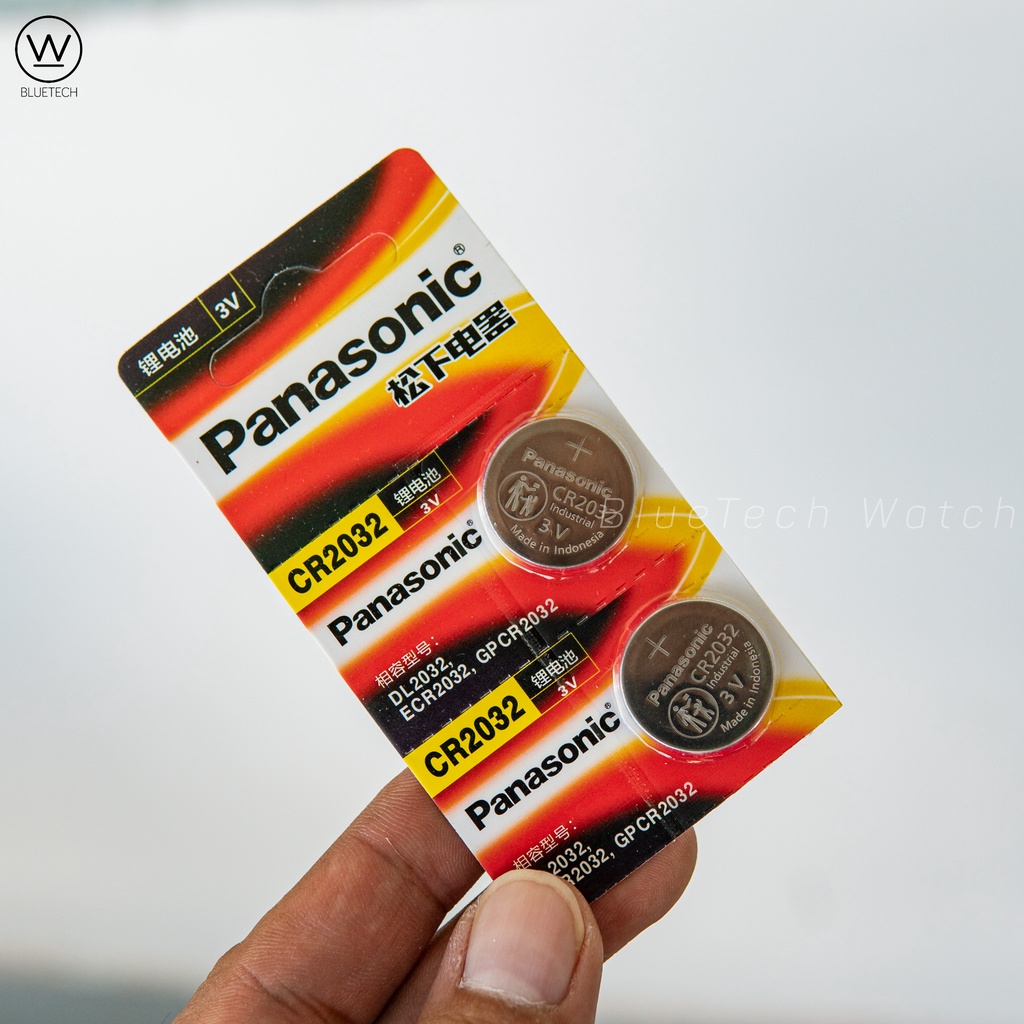 W
BLUETECH
锂电池 3V
Panasonic®
松下电器
CR2032 锂电池 3V
Panasonic®
相容型号:
DL2032,
ECR2032, GPCR2032
+
Panasonic
CR2032
Industrial
3V
Made in Indonesia
BlueTech Watch
CR2032 锂电池 3V
Panasonic®
相容型号:
2032,
2032, GPCR2032
+
Panasonic
CR2032
Industrial
3V
Made in Indonesia